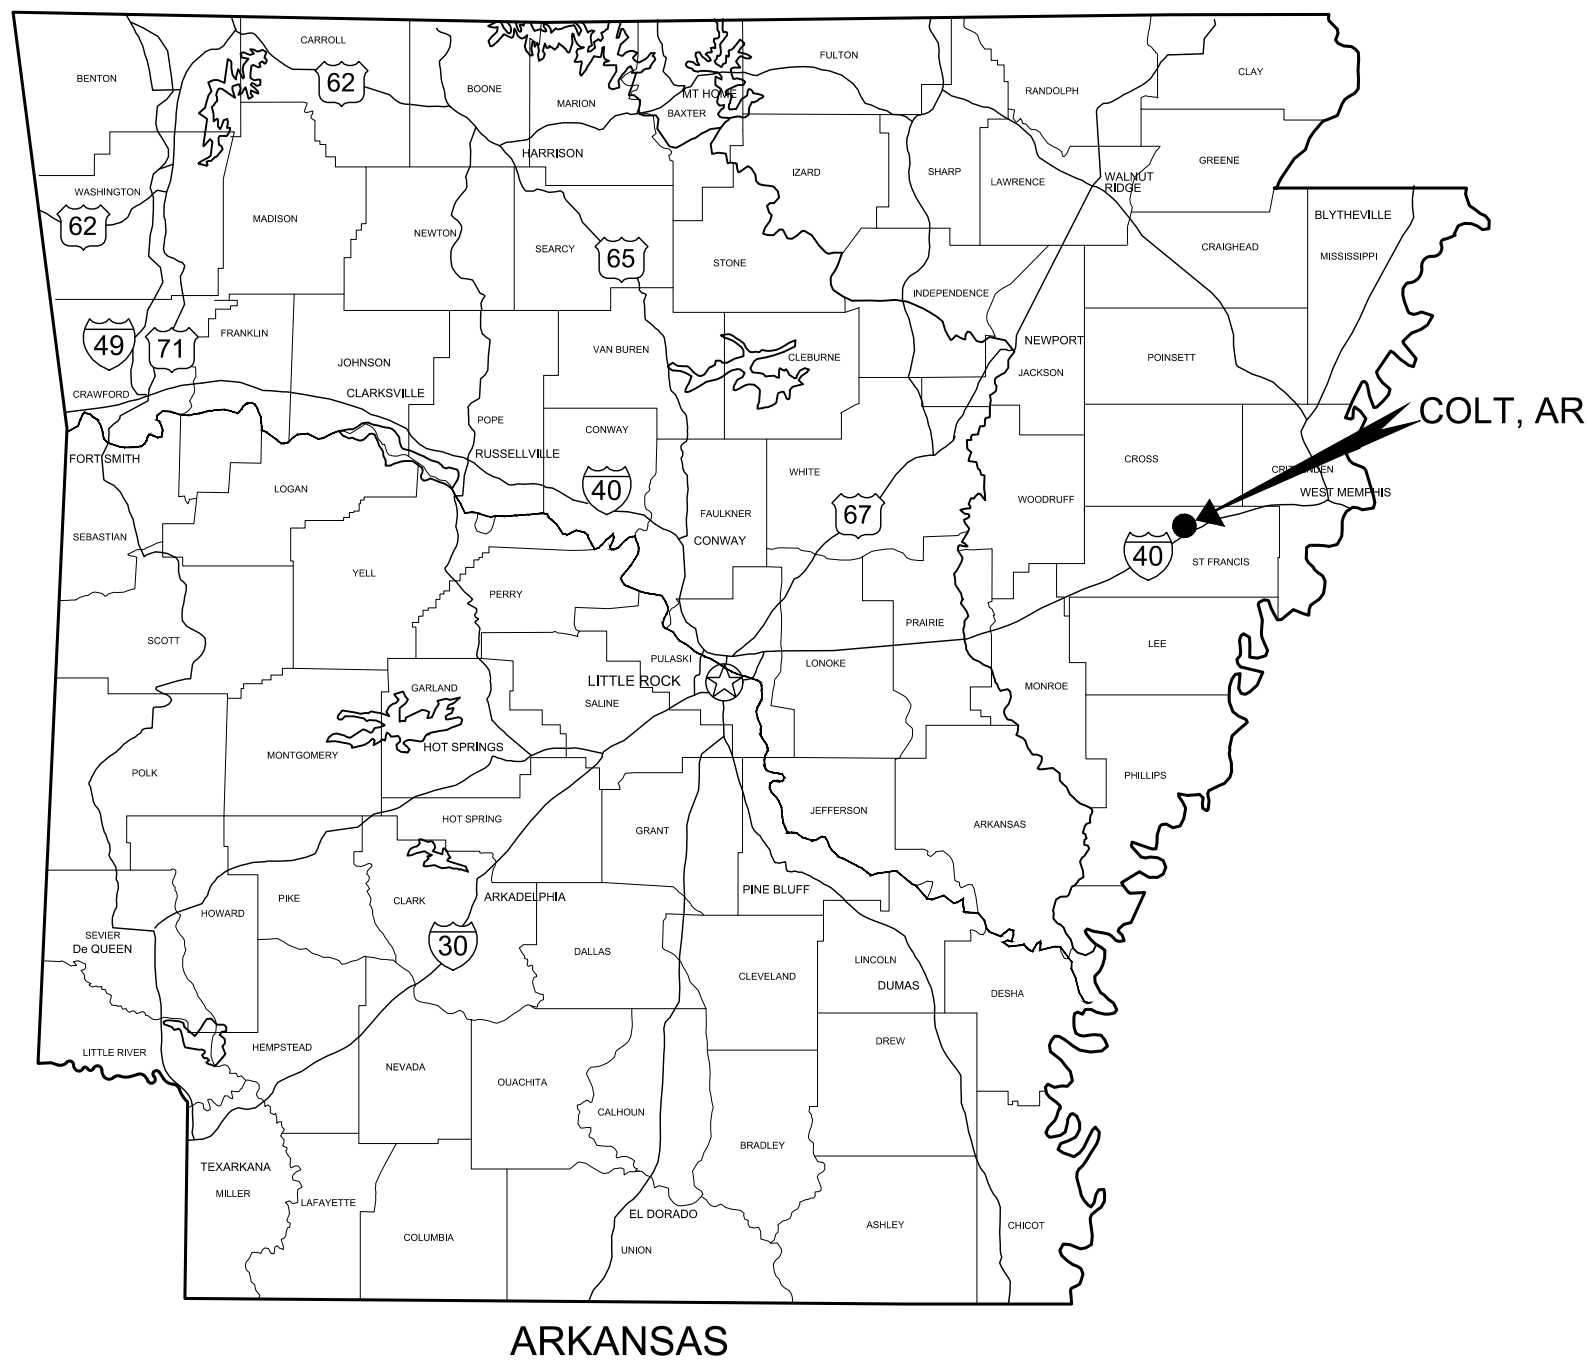 CARROLL
FULTON
BENTON
62
BOONE
MARION
MT HOME
BAXTER
RANDOLPH
CLAY
HARRISON
IZARD
SHARP
LAWRENCE
WALNUT
RIDGE
GREENE
WASHINGTON
62
MADISON
NEWTON
SEARCY
65
STONE
BLYTHEVILLE
CRAIGHEAD
MISSISSIPPI
INDEPENDENCE
49
71
FRANKLIN
JOHNSON
CLARKSVILLE
VAN BUREN
CLEBURNE
NEWPORT
JACKSON
POINSETT
CRAWFORD
POPE
RUSSELLVILLE
CONWAY
COLT, AR
FORT SMITH
LOGAN
40
WHITE
CROSS
CRITTENDEN
WEST MEMPHIS
WOODRUFF
67
FAULKNER
CONWAY
SEBASTIAN
YELL
40
ST FRANCIS
PERRY
SCOTT
PRAIRIE
LEE
PULASKI
LONOKE
LITTLE ROCK
GARLAND
SALINE
MONROE
HOT SPRINGS
MONTGOMERY
POLK
PHILLIPS
HOT SPRING
GRANT
JEFFERSON
ARKANSAS
PINE BLUFF
PIKE
CLARK
ARKADELPHIA
HOWARD
SEVIER
De QUEEN
30
DALLAS
LINCOLN
CLEVELAND
DUMAS
DESHA
LITTLE RIVER
HEMPSTEAD
DREW
NEVADA
OUACHITA
CALHOUN
BRADLEY
TEXARKANA
MILLER
LAFAYETTE
EL DORADO
ASHLEY
CHICOT
COLUMBIA
UNION
ARKANSAS